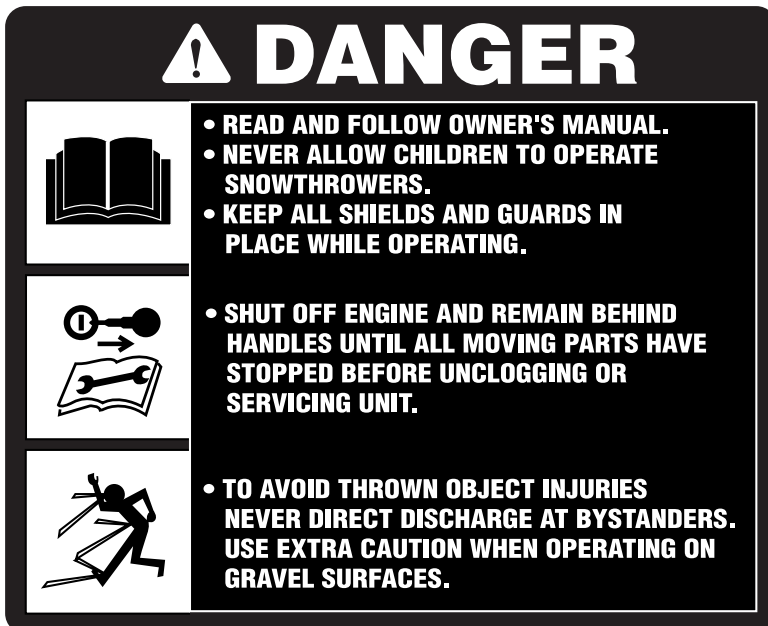 DANGER
• READ AND FOLLOW OWNER'S MANUAL.
• NEVER ALLOW CHILDREN TO OPERATE
SNOWTHROWERS.
• KEEP ALL SHIELDS AND GUARDS IN
PLACE WHILE OPERATING.
• SHUT OFF ENGINE AND REMAIN BEHIND
HANDLES UNTIL ALL MOVING PARTS HAVE
STOPPED BEFORE UNCLOGGING OR
SERVICING UNIT.
• TO AVOID THROWN OBJECT INJURIES
NEVER DIRECT DISCHARGE AT BYSTANDERS.
USE EXTRA CAUTION WHEN OPERATING ON
GRAVEL SURFACES.